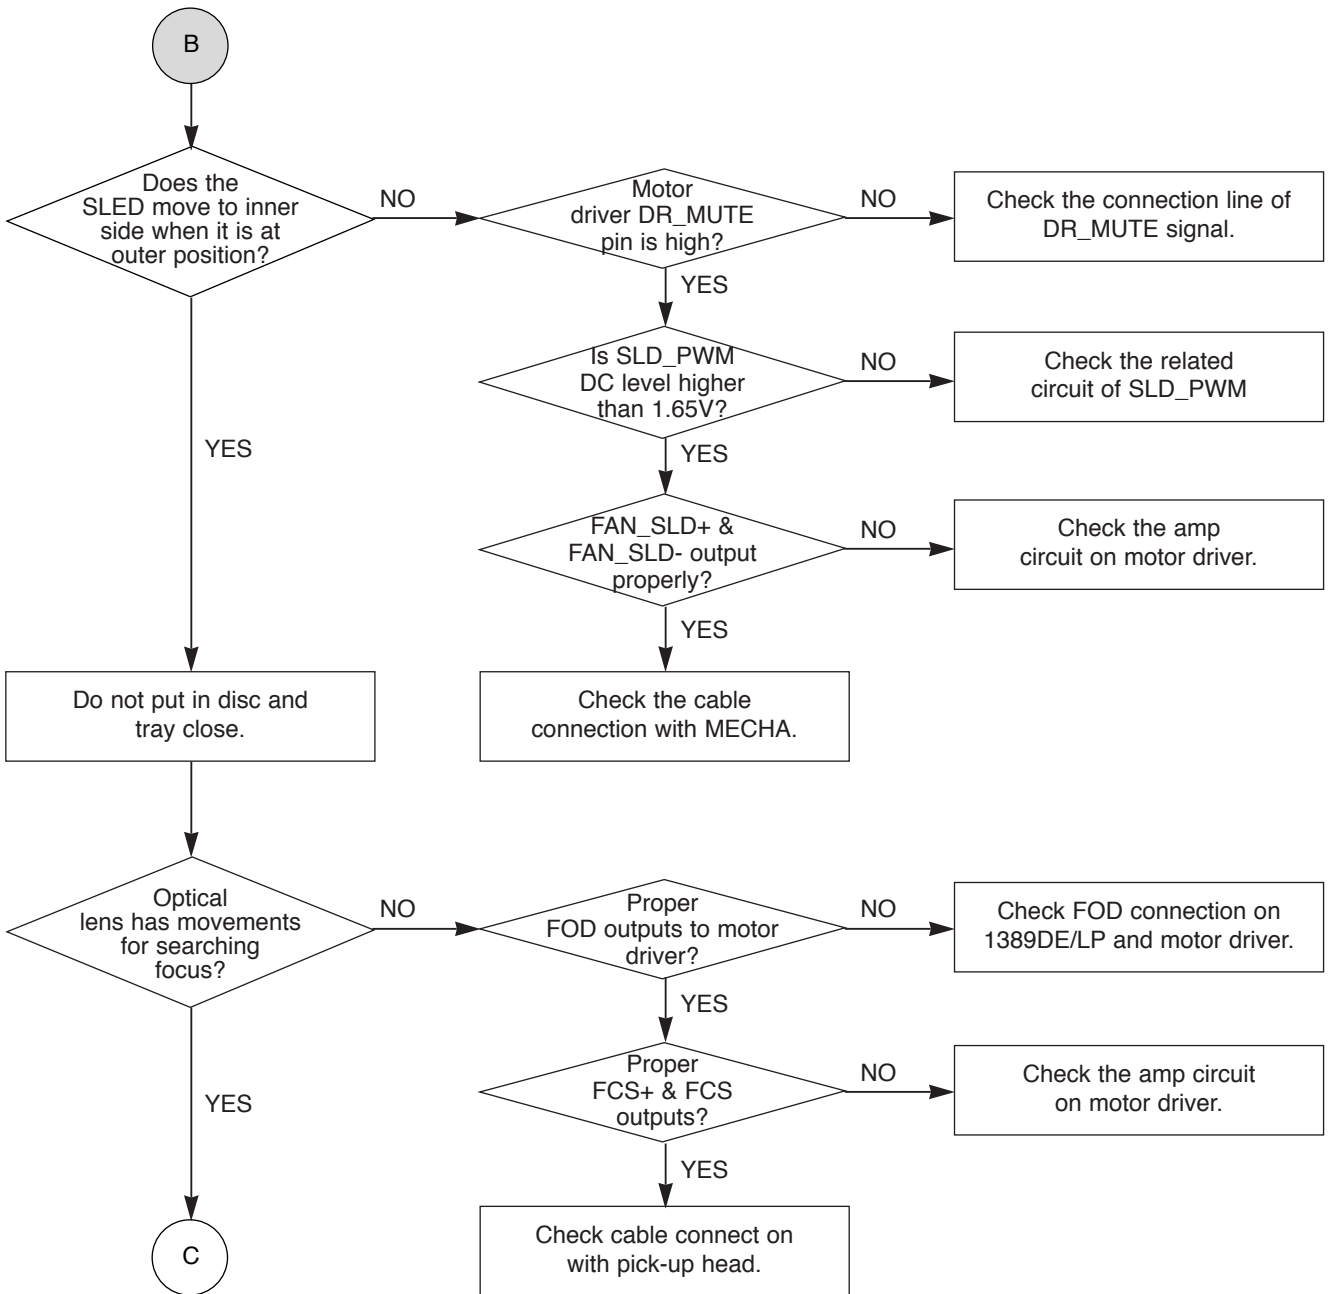 B
Does the
SLED move to inner
side when it is at
outer position?
NO
Motor
driver DR_MUTE
pin is high?
NO
Check the connection line of
DR_MUTE signal.
YES
Is SLD_PWM
DC level higher
than 1.65V?
NO
Check the related
circuit of SLD_PWM
YES
YES
FAN_SLD+ &
FAN_SLD- output
properly?
NO
Check the amp
circuit on motor driver.
YES
Do not put in disc and
tray close.
Check the cable
connection with MECHA.
Optical
lens has movements
for searching
focus?
NO
Proper
FOD outputs to motor
driver?
NO
Check FOD connection on
1389DE/LP and motor driver.
YES
Proper
FCS+ & FCS
outputs?
NO
Check the amp circuit
on motor driver.
YES
YES
Check cable connect on
with pick-up head.
C